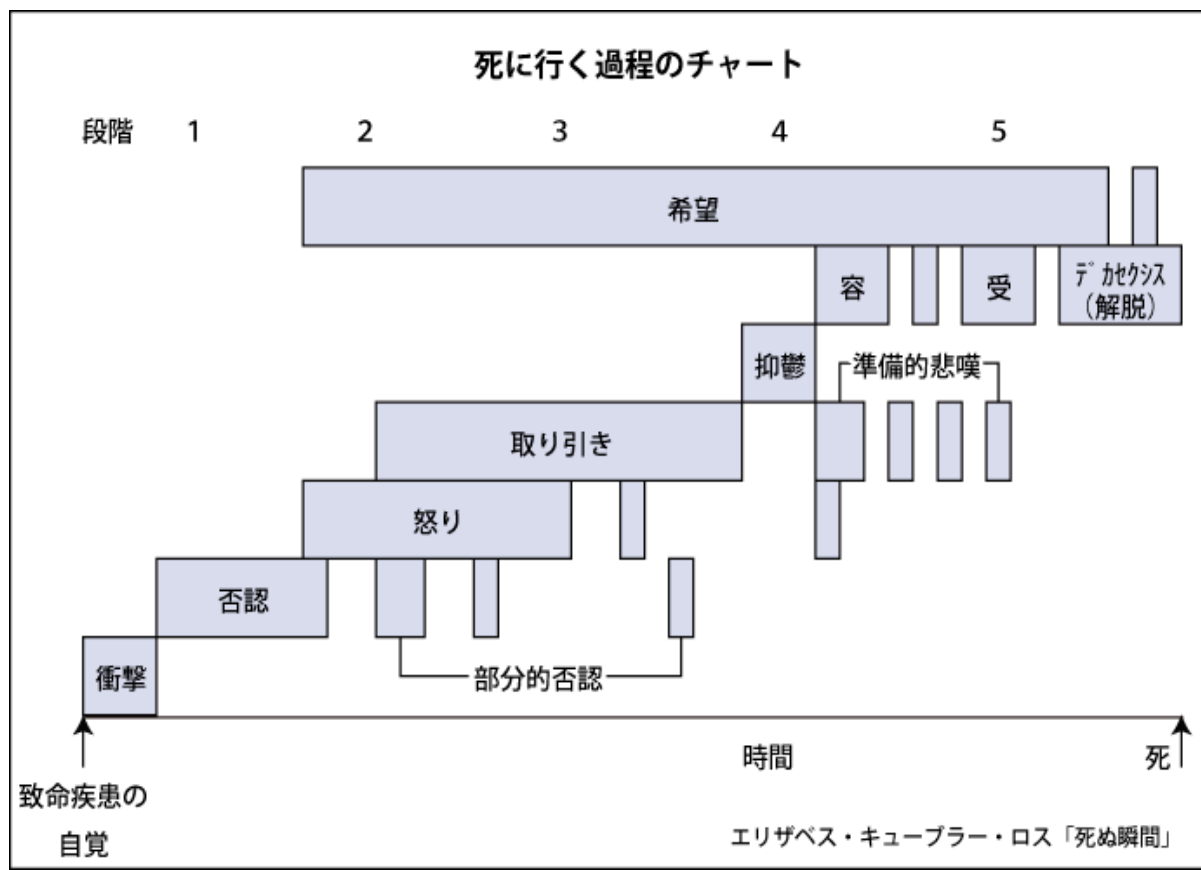 死に行く過程のチャート
段階 1 2 3 4 5
希望
容 受 デカセクシス
(解脱)
抑鬱 準備的悲嘆
取り引き
怒り
否認
衝撃 部分的否認
時間 死
致命疾患の
自覚
エリザベス・キューブラー・ロス「死ぬ瞬間」